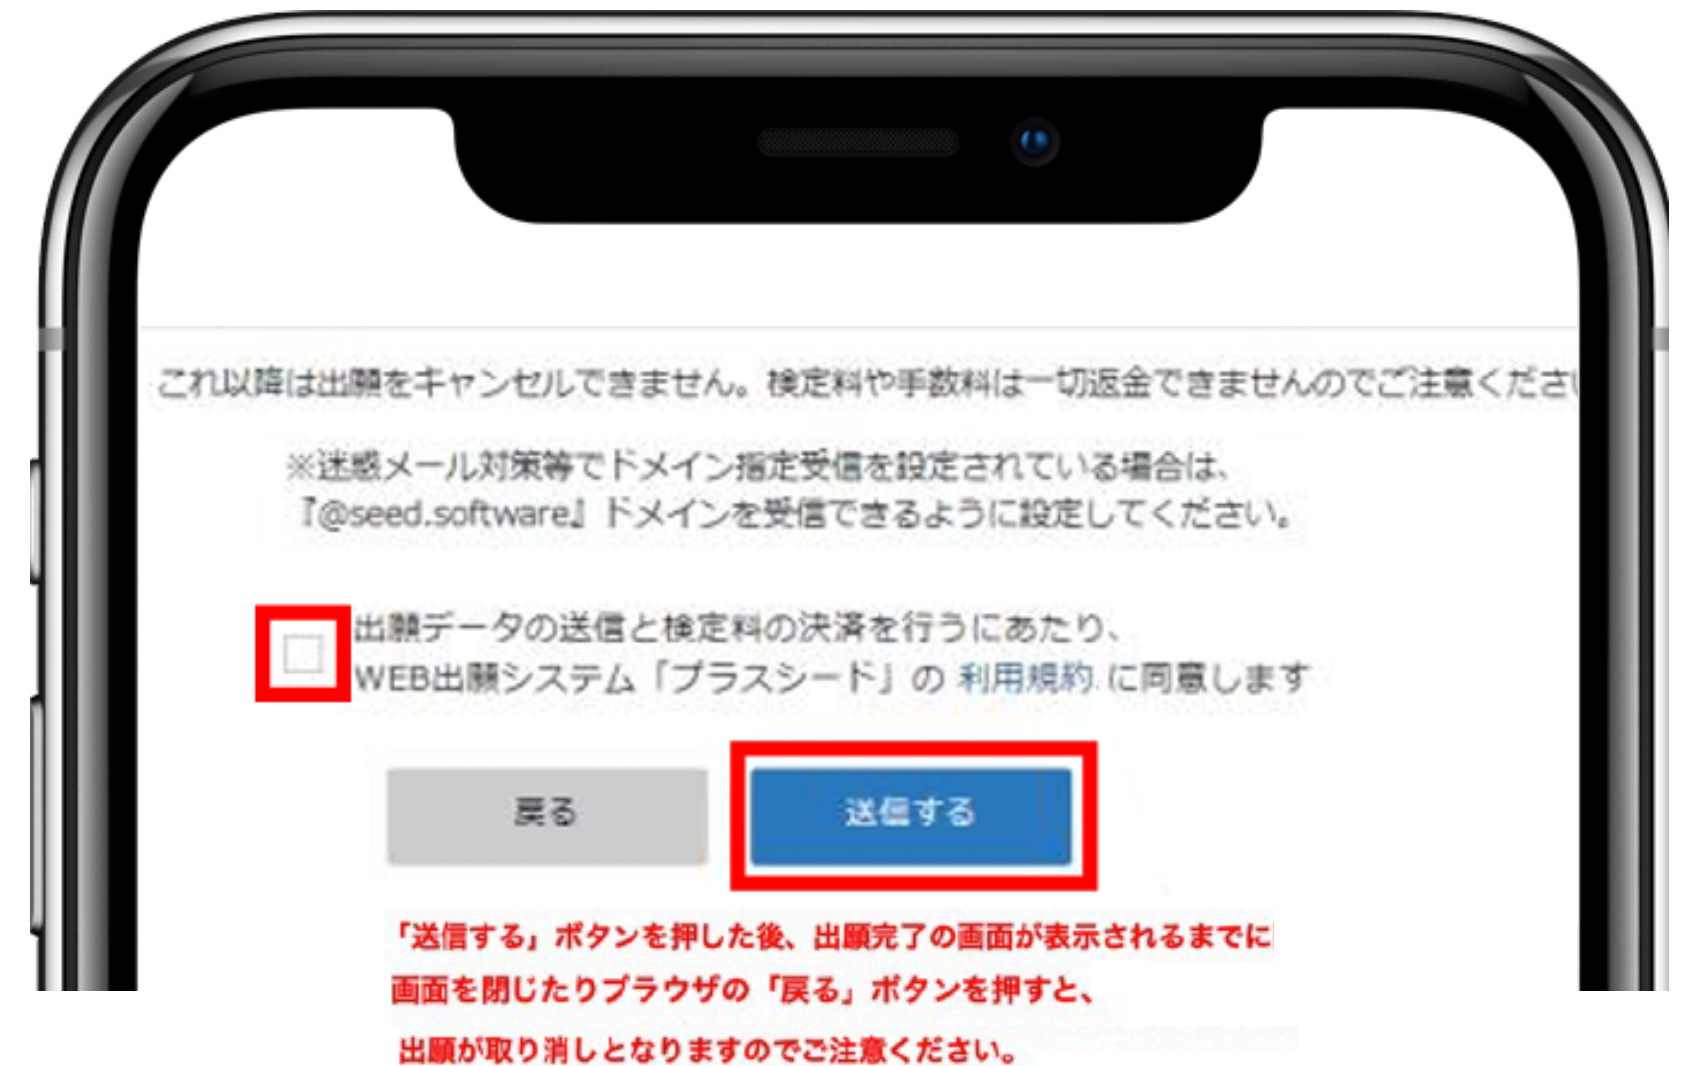 これ以降は出願をキャンセルできません。検定料や手数料は一切返金できませんのでご注意くださ
※迷惑メール対策等でドメイン指定受信を設定されている場合は、
『@seed.software』ドメインを受信できるように設定してください。
出願データの送信と検定料の決済を行うにあたり、
WEB出願システム「プラスシード」の 利用規約 に同意します
戻る
送信する
「送信する」ボタンを押した後、出願完了の画面が表示されるまでに
画面を閉じたりブラウザの「戻る」ボタンを押すと、
出願が取り消しとなりますのでご注意ください。